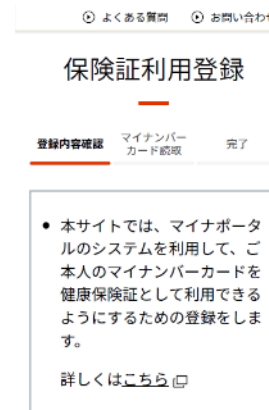 よくある質問 お問い合わせ
保険証利用登録
登録内容確認 マイナンバー
カード読取 完了
本サイトでは、マイナポータ
ルのシステムを利用して、ご
本人のマイナンバーカードを
健康保険証として利用できる
ようにするための登録をしま
す。
詳しくはこちら